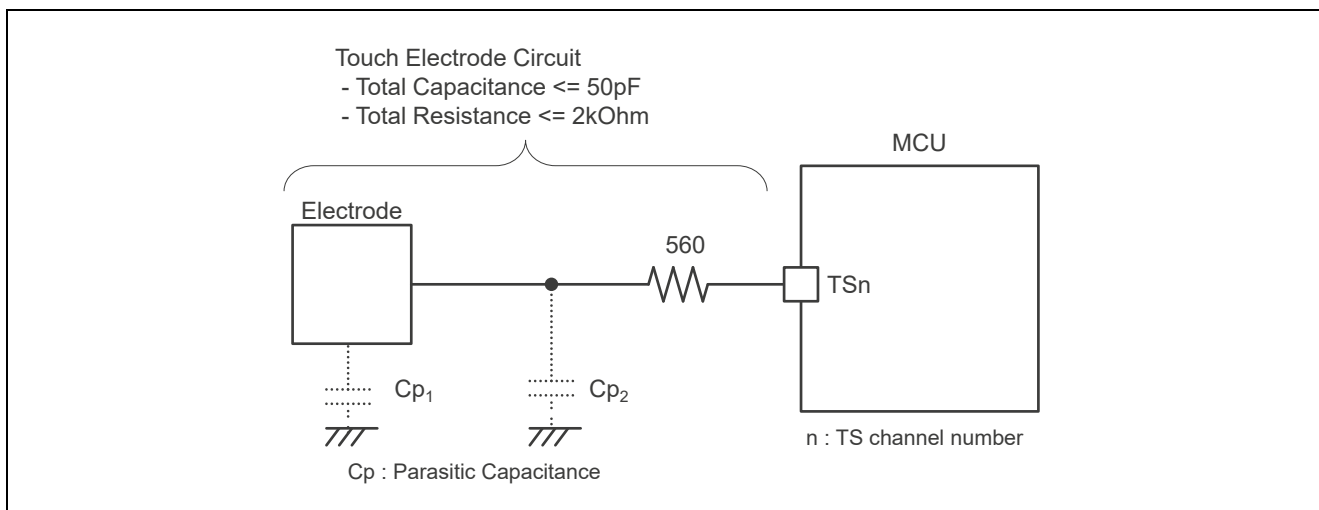 Touch Electrode Circuit
- Total Capacitance <= 50pF
- Total Resistance <= 2kOhm
MCU
Electrode
560
TSn
Cp₁
Cp₂
n : TS channel number
Cp : Parasitic Capacitance